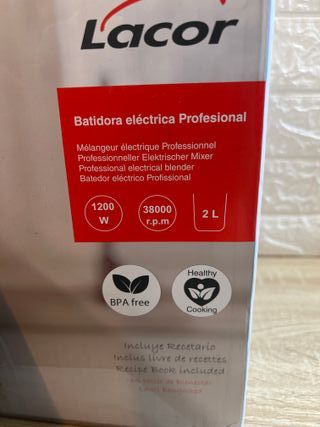 Lacor
Batidora eléctrica Profesional
Mélangeur électrique Professionnel
Professionneller Elektrischer Mixer
Professional electrical blender
Batedor eléctrico Profissional
1200 W
38000 r.p.m
2 L
BPA free
Healthy
Cooking
Incluye Recetario
Inclus livre de recettes
Recipe Book included